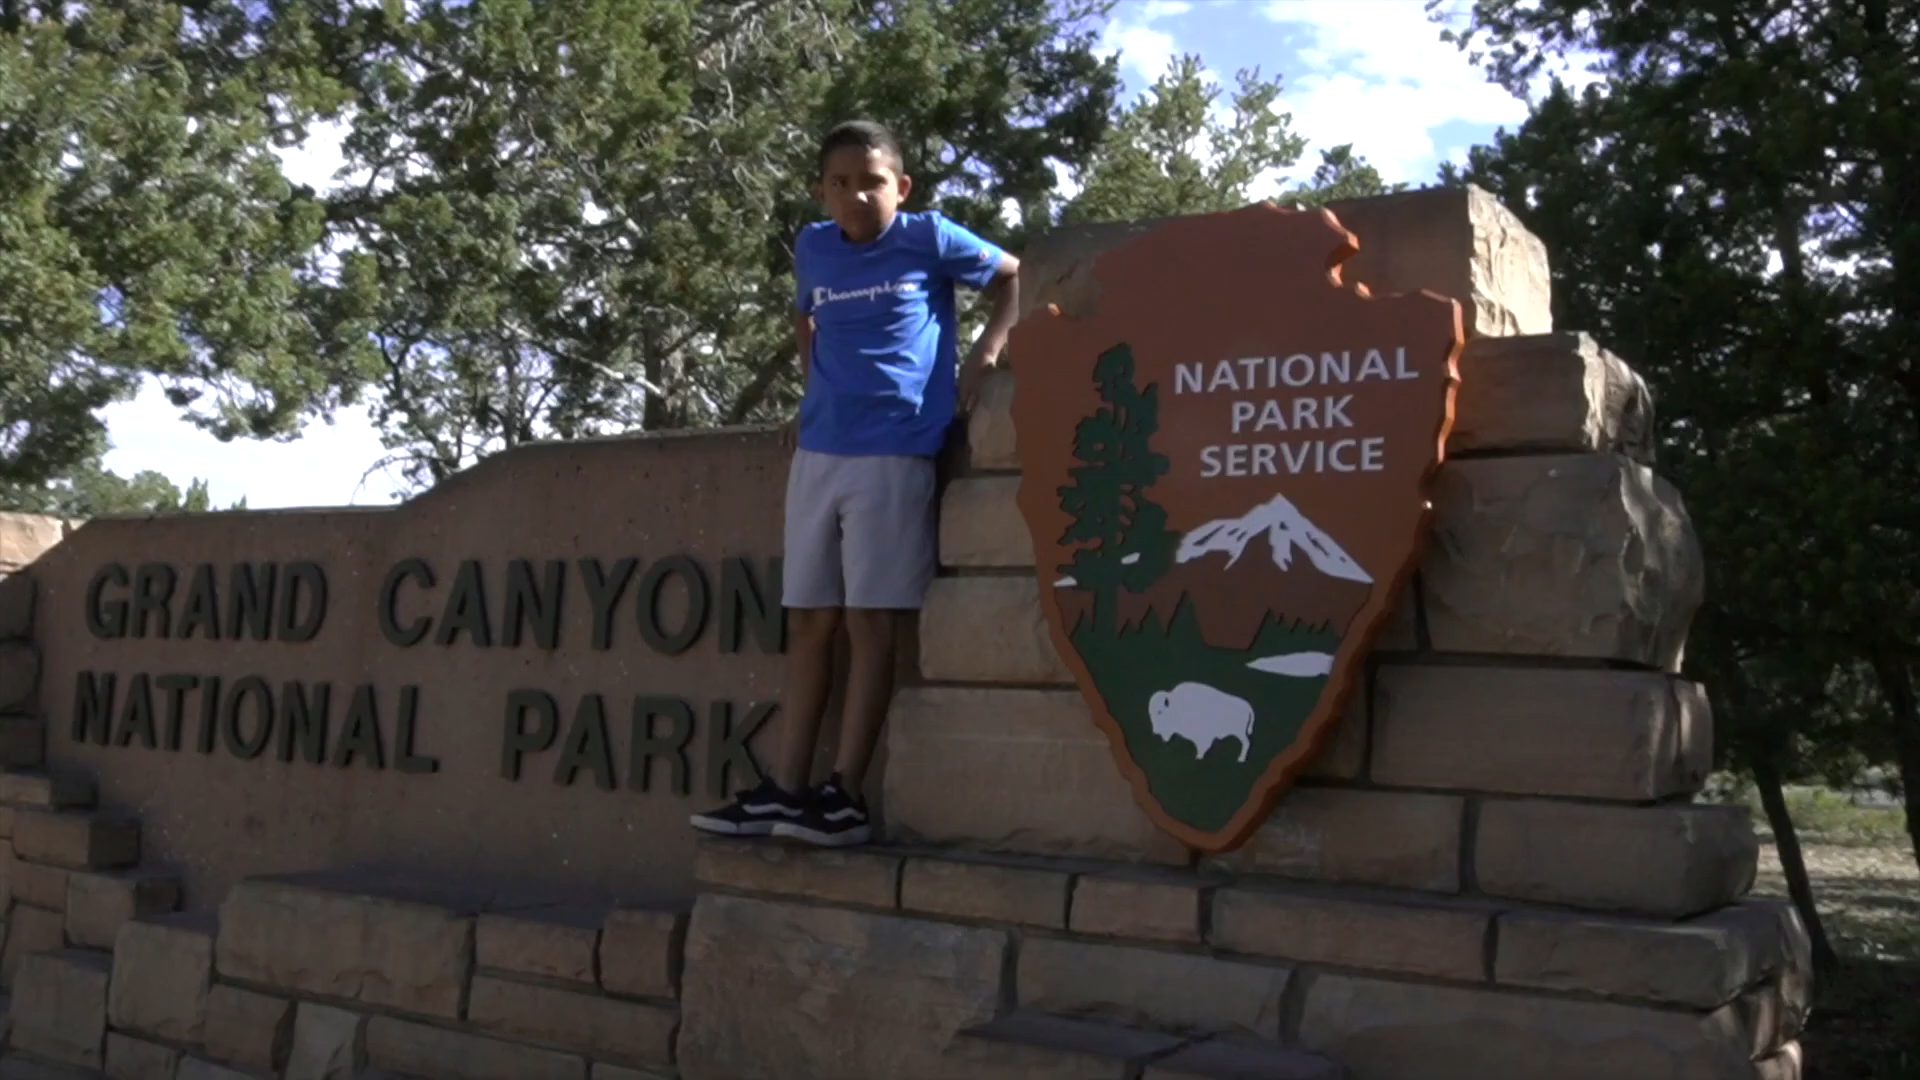 Champion
GRAND CANYON
NATIONAL PARK
NATIONAL
PARK
SERVICE